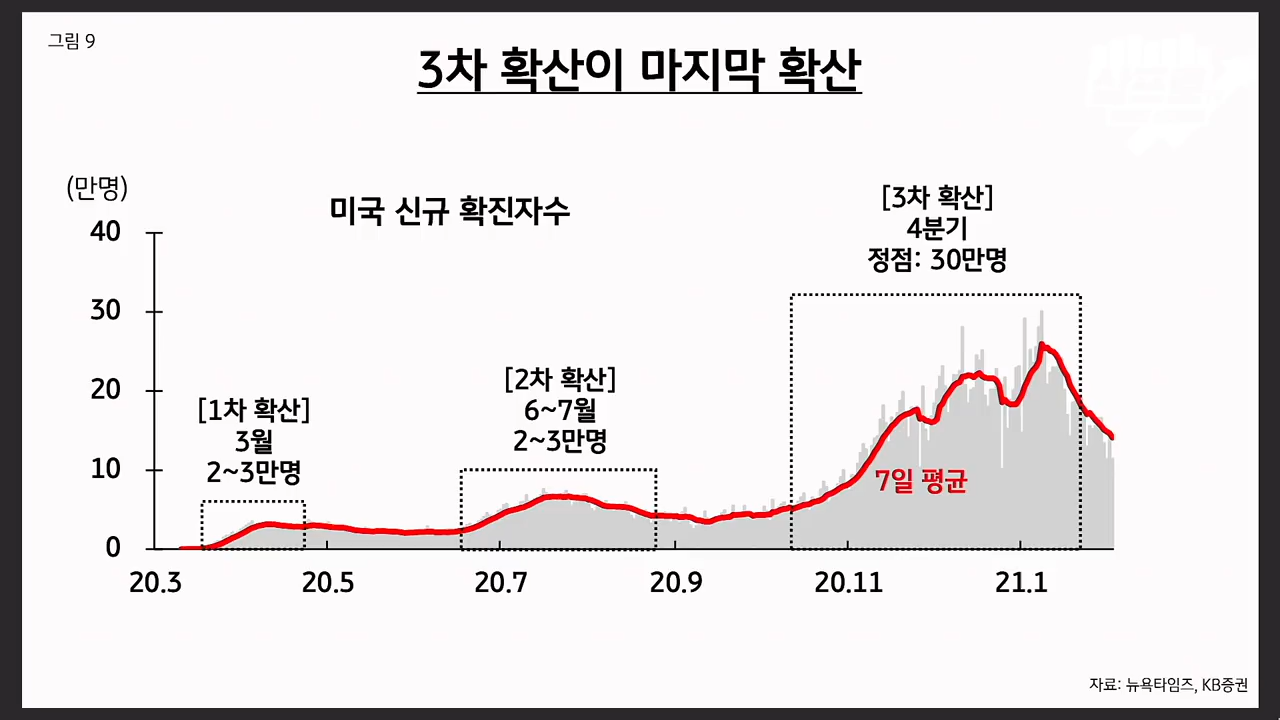 그림 9
3차 확산이 마지막 확산
(만명)
미국 신규 확진자수
[3차 확산]
4분기
정점: 30만명
[2차 확산]
6~7월
2~3만명
[1차 확산]
3월
2~3만명
7일 평균
40
30
20
10
0
20.3 20.5 20.7 20.9 20.11 21.1
자료: 뉴욕타임즈, KB증권